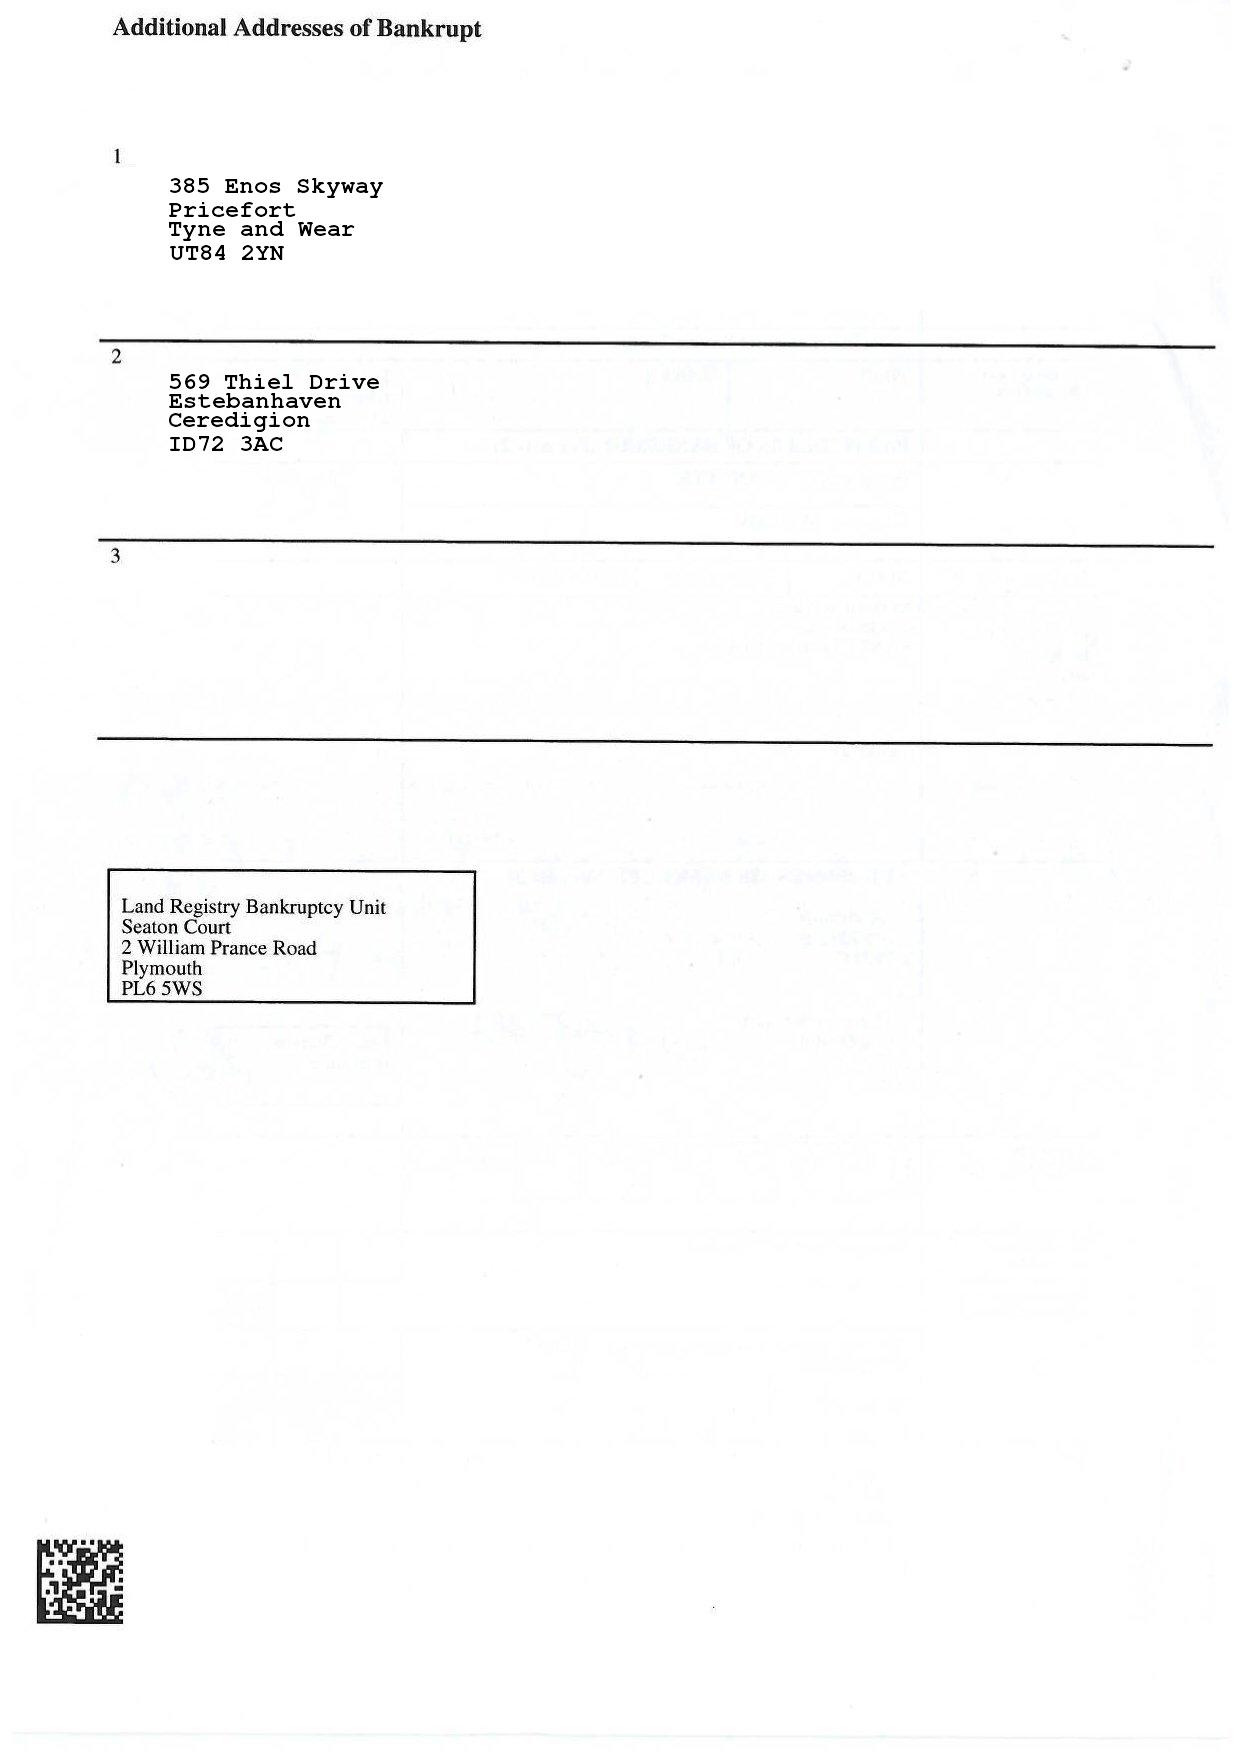 Additional Addresses of Bankrupt
1
385 Enos Skyway
Pricefort
Tyne and Wear
UT84 2YN
2
569 Thiel Drive
Estebanhaven
Ceredigion
ID72 3AC
3
Land Registry Bankruptcy Unit
Seaton Court
2 William Prance Road
Plymouth
PL6 5WS